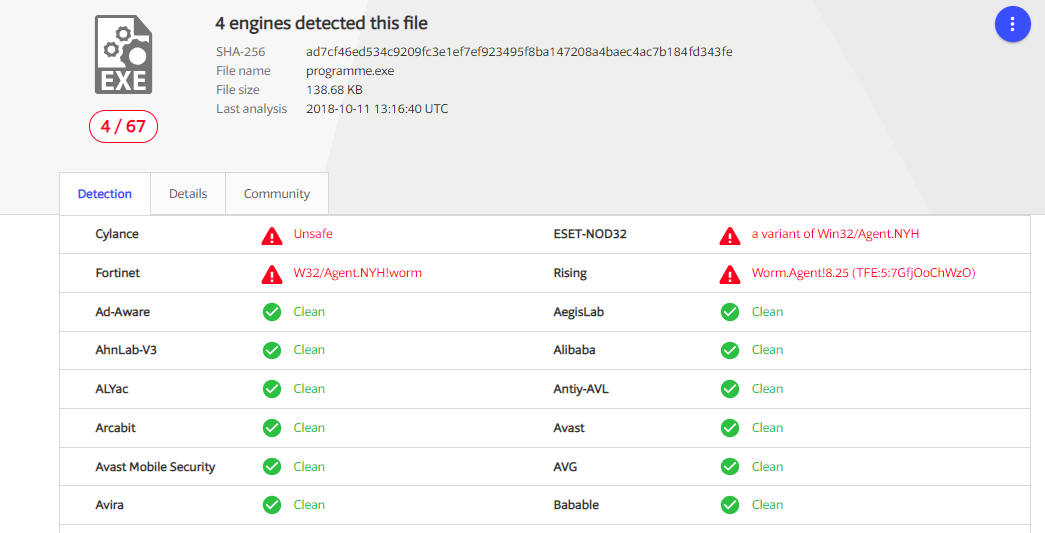 4 engines detected this file
SHA-256 ad7cf46ed534c9209fc3e1ef7ef923495f8ba147208a4baec4ac7b184fd343fe
File name programme.exe
File size 138.68 KB
Last analysis 2018-10-11 13:16:40 UTC
EXE
4 / 67
Detection Details Community
Cylance Unsafe ESET-NOD32 a variant of Win32/Agent.NYH
Fortinet W32/Agent.NYH!worm Rising Worm.Agent!8.25 (TFE:5:7GfjOoChWzO)
Ad-Aware Clean AegisLab Clean
AhnLab-V3 Clean Alibaba Clean
ALYac Clean Antiy-AVL Clean
Arcabit Clean Avast Clean
Avast Mobile Security Clean AVG Clean
Avira Clean Babable Clean